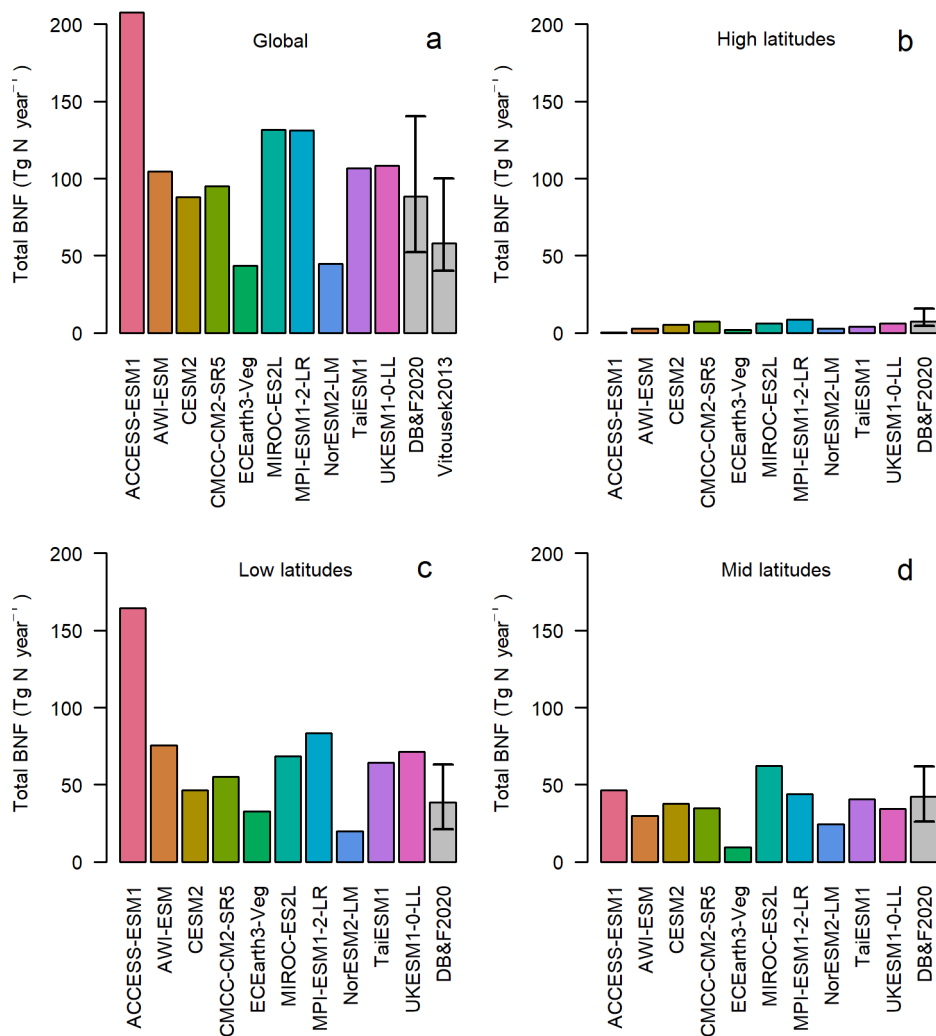 Global
a
Total BNF (Tg N year⁻¹ )
200
150
100
50
0
ACCESS-ESM1
AWI-ESM
CESM2
CMCC-CM2-SR5
ECEarth3-Veg
MIROC-ES2L
MPI-ESM1-2-LR
NorESM2-LM
TaiESM1
UKESM1-0-LL
DB&F2020
Vitousek2013
High latitudes
b
Total BNF (Tg N year⁻¹ )
200
150
100
50
0
ACCESS-ESM1
AWI-ESM
CESM2
CMCC-CM2-SR5
ECEarth3-Veg
MIROC-ES2L
MPI-ESM1-2-LR
NorESM2-LM
TaiESM1
UKESM1-0-LL
DB&F2020
Low latitudes
c
Total BNF (Tg N year⁻¹ )
200
150
100
50
0
ACCESS-ESM1
AWI-ESM
CESM2
CMCC-CM2-SR5
ECEarth3-Veg
MIROC-ES2L
MPI-ESM1-2-LR
NorESM2-LM
TaiESM1
UKESM1-0-LL
DB&F2020
Mid latitudes
d
Total BNF (Tg N year⁻¹ )
200
150
100
50
0
ACCESS-ESM1
AWI-ESM
CESM2
CMCC-CM2-SR5
ECEarth3-Veg
MIROC-ES2L
MPI-ESM1-2-LR
NorESM2-LM
TaiESM1
UKESM1-0-LL
DB&F2020